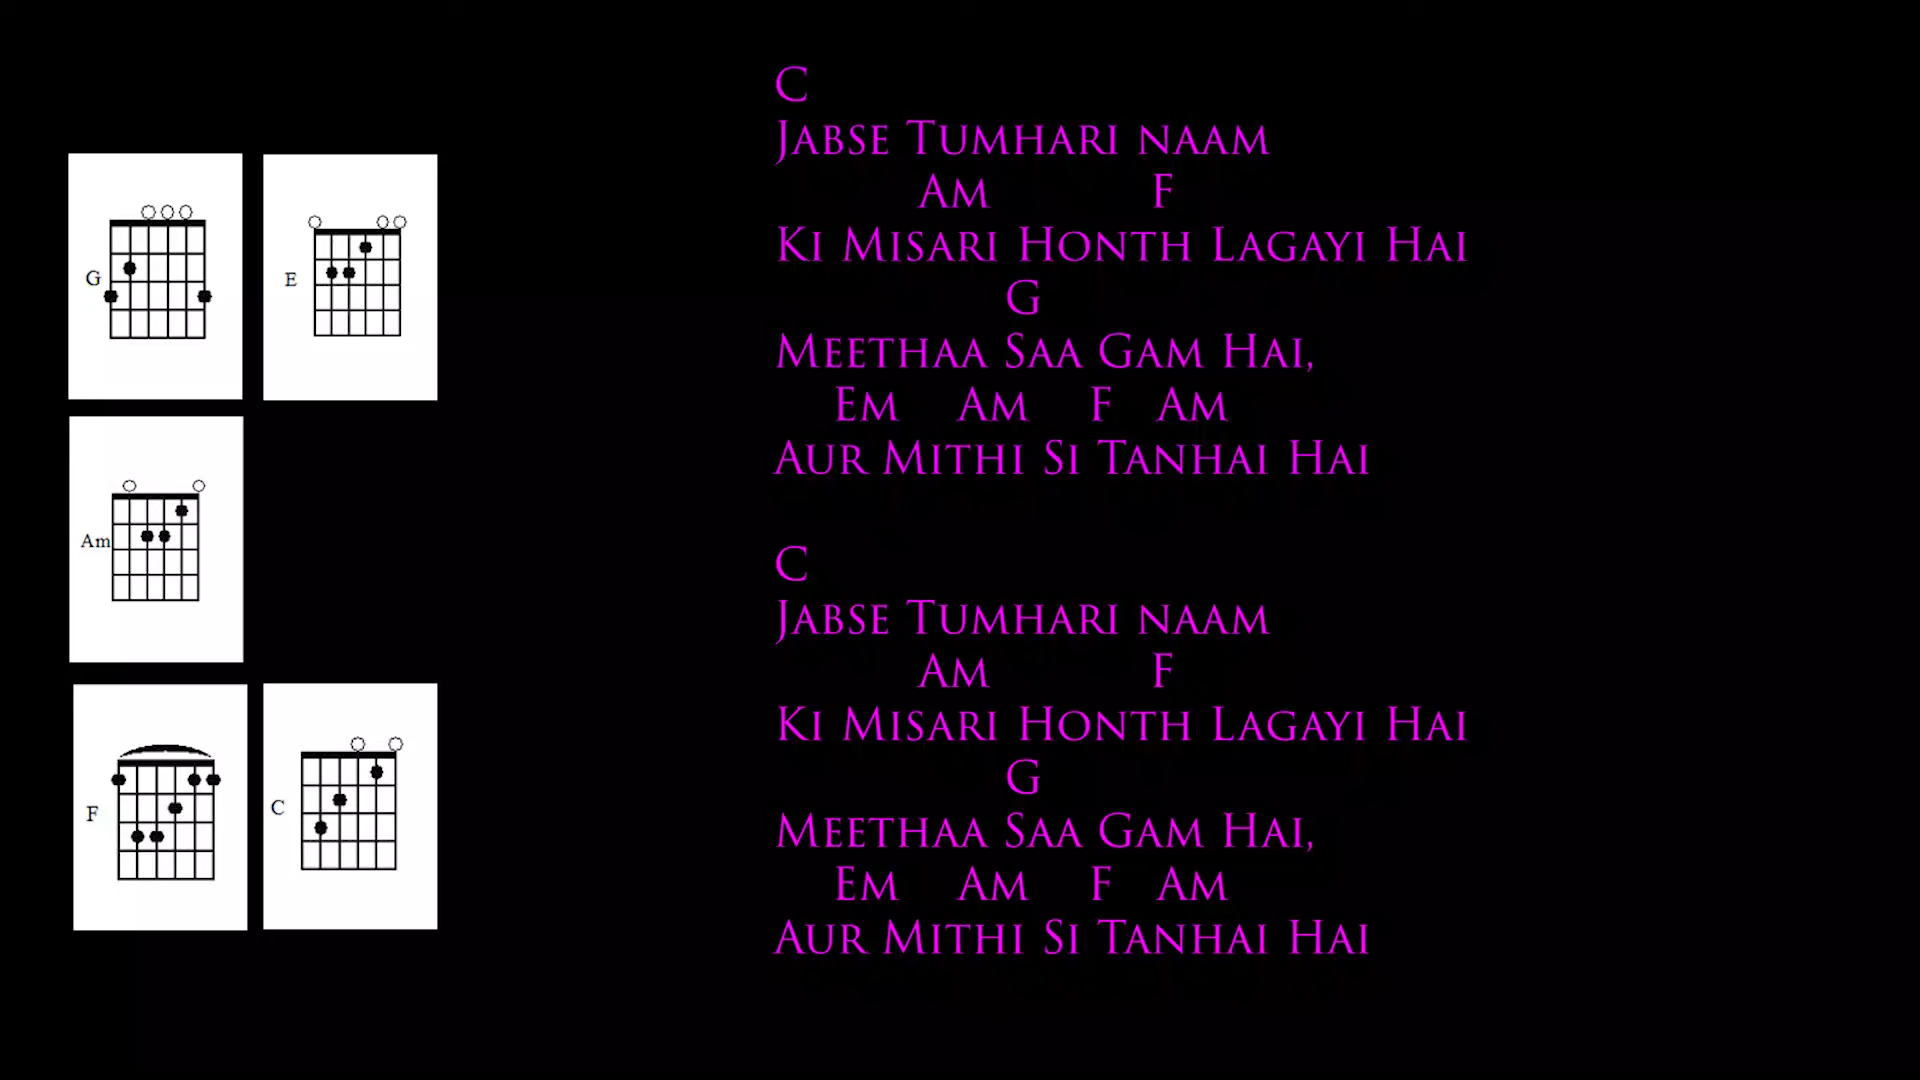 G
E
Am
F
C
C
Jabse Tumhari naam
Am F
Ki Misari Honth Lagayi Hai
G
Meethaa Saa Gam Hai,
Em Am F Am
Aur Mithi Si Tanhai Hai
C
Jabse Tumhari naam
Am F
Ki Misari Honth Lagayi Hai
G
Meethaa Saa Gam Hai,
Em Am F Am
Aur Mithi Si Tanhai Hai